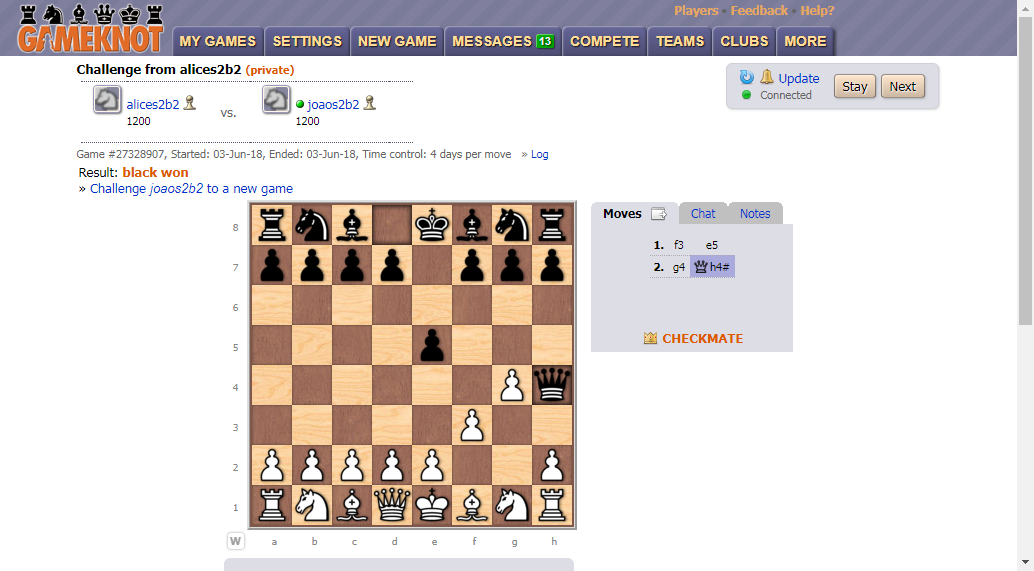 Players · Feedback · Help?
GAMEKNOT
MY GAMES SETTINGS NEW GAME MESSAGES 13 COMPETE TEAMS CLUBS MORE
Challenge from alices2b2 (private)
alices2b2
1200
vs.
joaos2b2
1200
Update
Connected
Stay Next
Game #27328907, Started: 03-Jun-18, Ended: 03-Jun-18, Time control: 4 days per move » Log
Result: black won
» Challenge joaos2b2 to a new game
8
7
6
5
4
3
2
1
W a b c d e f g h
Moves Chat Notes
1. f3 e5
2. g4 h4#
CHECKMATE